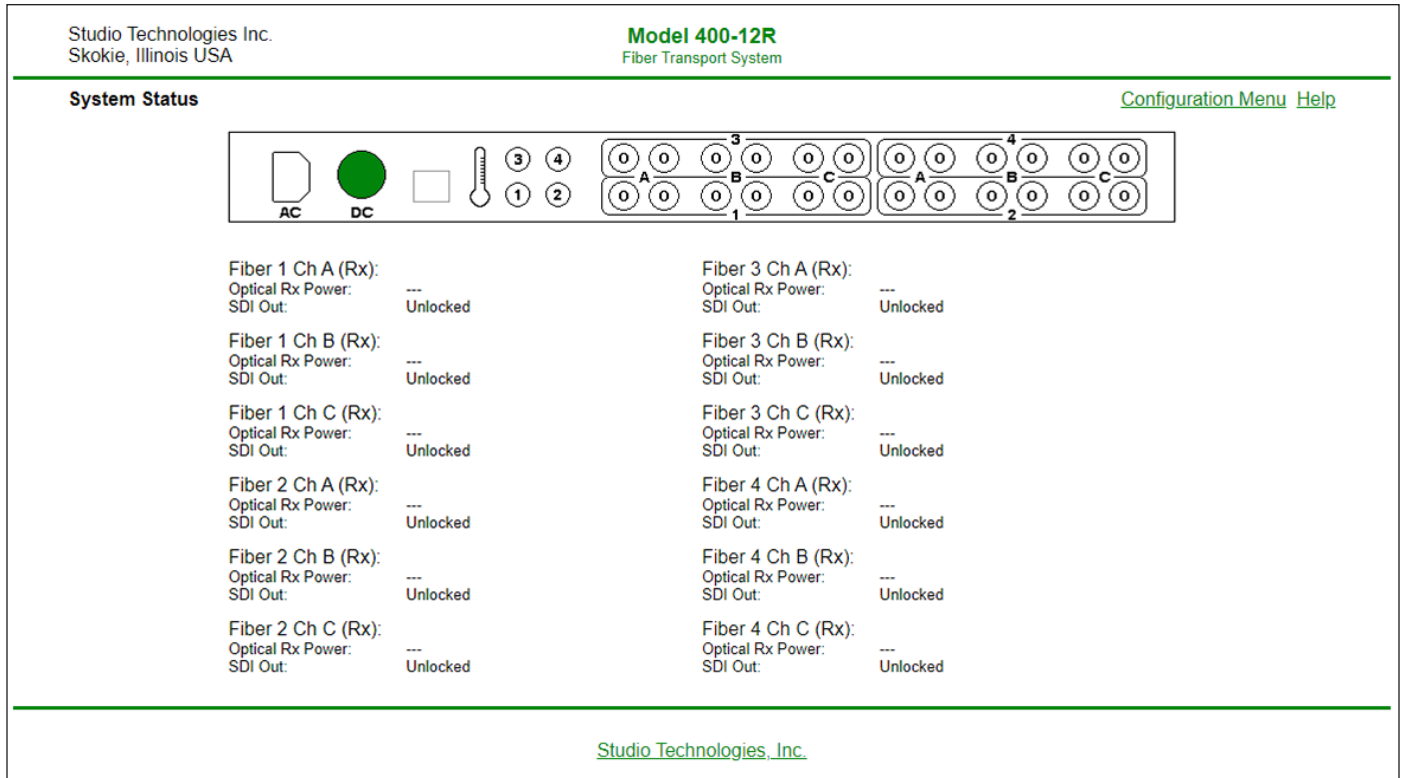 Studio Technologies Inc.
Skokie, Illinois USA
Model 400-12R
Fiber Transport System
System Status
Configuration Menu Help
AC DC
3 4
1 2
3 4
O O O O O O O O O O O O
A B C A B C
O O O O O O O O O O O O
1 2
Fiber 1 Ch A (Rx):
Optical Rx Power: ---
SDI Out: Unlocked
Fiber 1 Ch B (Rx):
Optical Rx Power: ---
SDI Out: Unlocked
Fiber 1 Ch C (Rx):
Optical Rx Power: ---
SDI Out: Unlocked
Fiber 2 Ch A (Rx):
Optical Rx Power: ---
SDI Out: Unlocked
Fiber 2 Ch B (Rx):
Optical Rx Power: ---
SDI Out: Unlocked
Fiber 2 Ch C (Rx):
Optical Rx Power: ---
SDI Out: Unlocked
Fiber 3 Ch A (Rx):
Optical Rx Power: ---
SDI Out: Unlocked
Fiber 3 Ch B (Rx):
Optical Rx Power: ---
SDI Out: Unlocked
Fiber 3 Ch C (Rx):
Optical Rx Power: ---
SDI Out: Unlocked
Fiber 4 Ch A (Rx):
Optical Rx Power: ---
SDI Out: Unlocked
Fiber 4 Ch B (Rx):
Optical Rx Power: ---
SDI Out: Unlocked
Fiber 4 Ch C (Rx):
Optical Rx Power: ---
SDI Out: Unlocked
Studio Technologies, Inc.